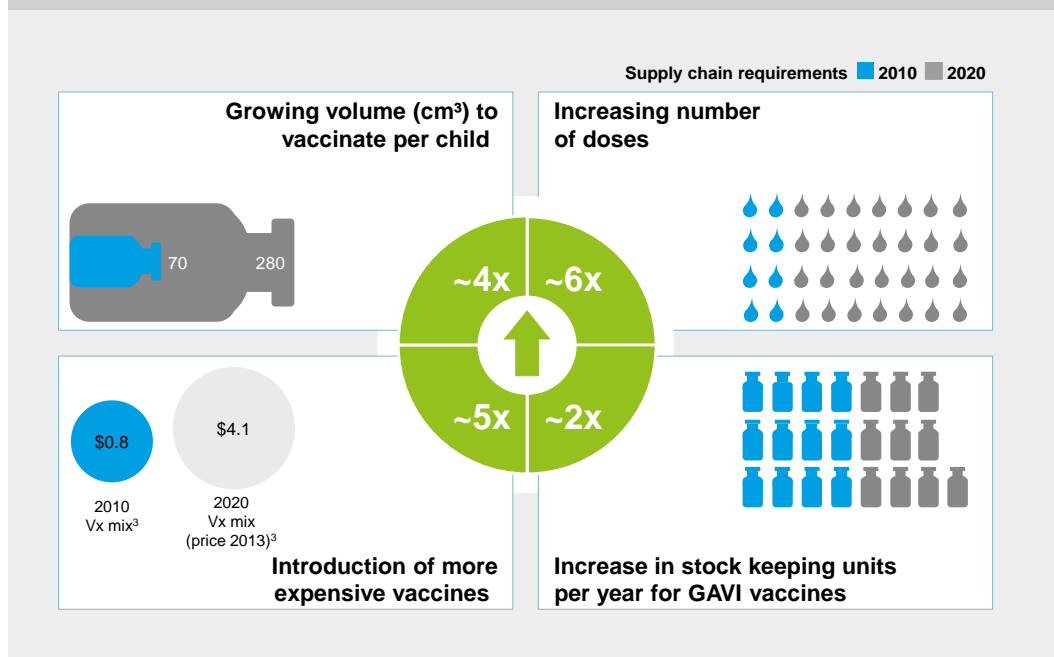 Supply chain requirements 2010 2020
Growing volume (cm³) to
vaccinate per child
70
280
Increasing number
of doses
~4x
~6x
~5x
~2x
$0.8
2010
Vx mix³
$4.1
2020
Vx mix
(price 2013)³
Introduction of more
expensive vaccines
Increase in stock keeping units
per year for GAVI vaccines